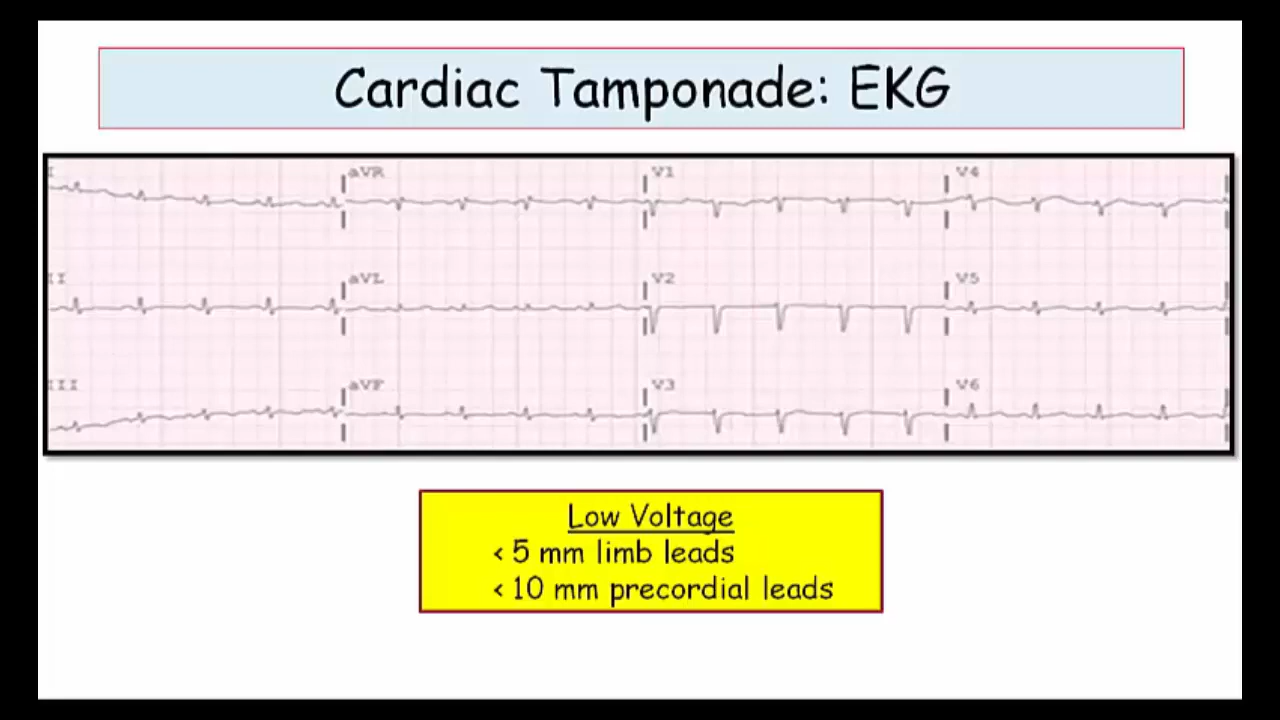 Cardiac Tamponade: EKG
I aVR V1 V4
II aVL V2 V5
III aVF V3 V6
Low Voltage
< 5 mm limb leads
< 10 mm precordial leads